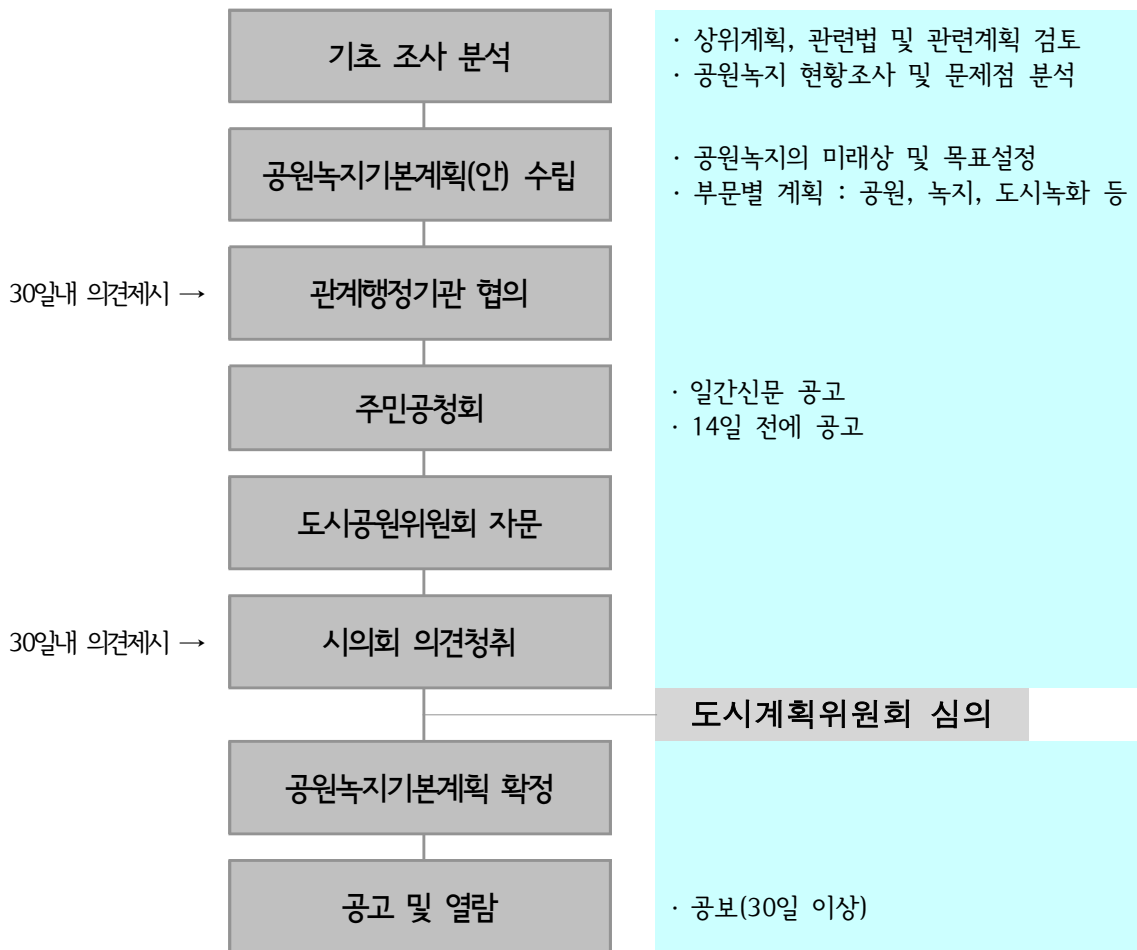 기초 조사 분석
· 상위계획, 관련법 및 관련계획 검토
· 공원녹지 현황조사 및 문제점 분석
공원녹지기본계획(안) 수립
· 공원녹지의 미래상 및 목표설정
· 부문별 계획 : 공원, 녹지, 도시녹화 등
30일내 의견제시 →
관계행정기관 협의
주민공청회
· 일간신문 공고
· 14일 전에 공고
도시공원위원회 자문
30일내 의견제시 →
시의회 의견청취
도시계획위원회 심의
공원녹지기본계획 확정
공고 및 열람
· 공보(30일 이상)